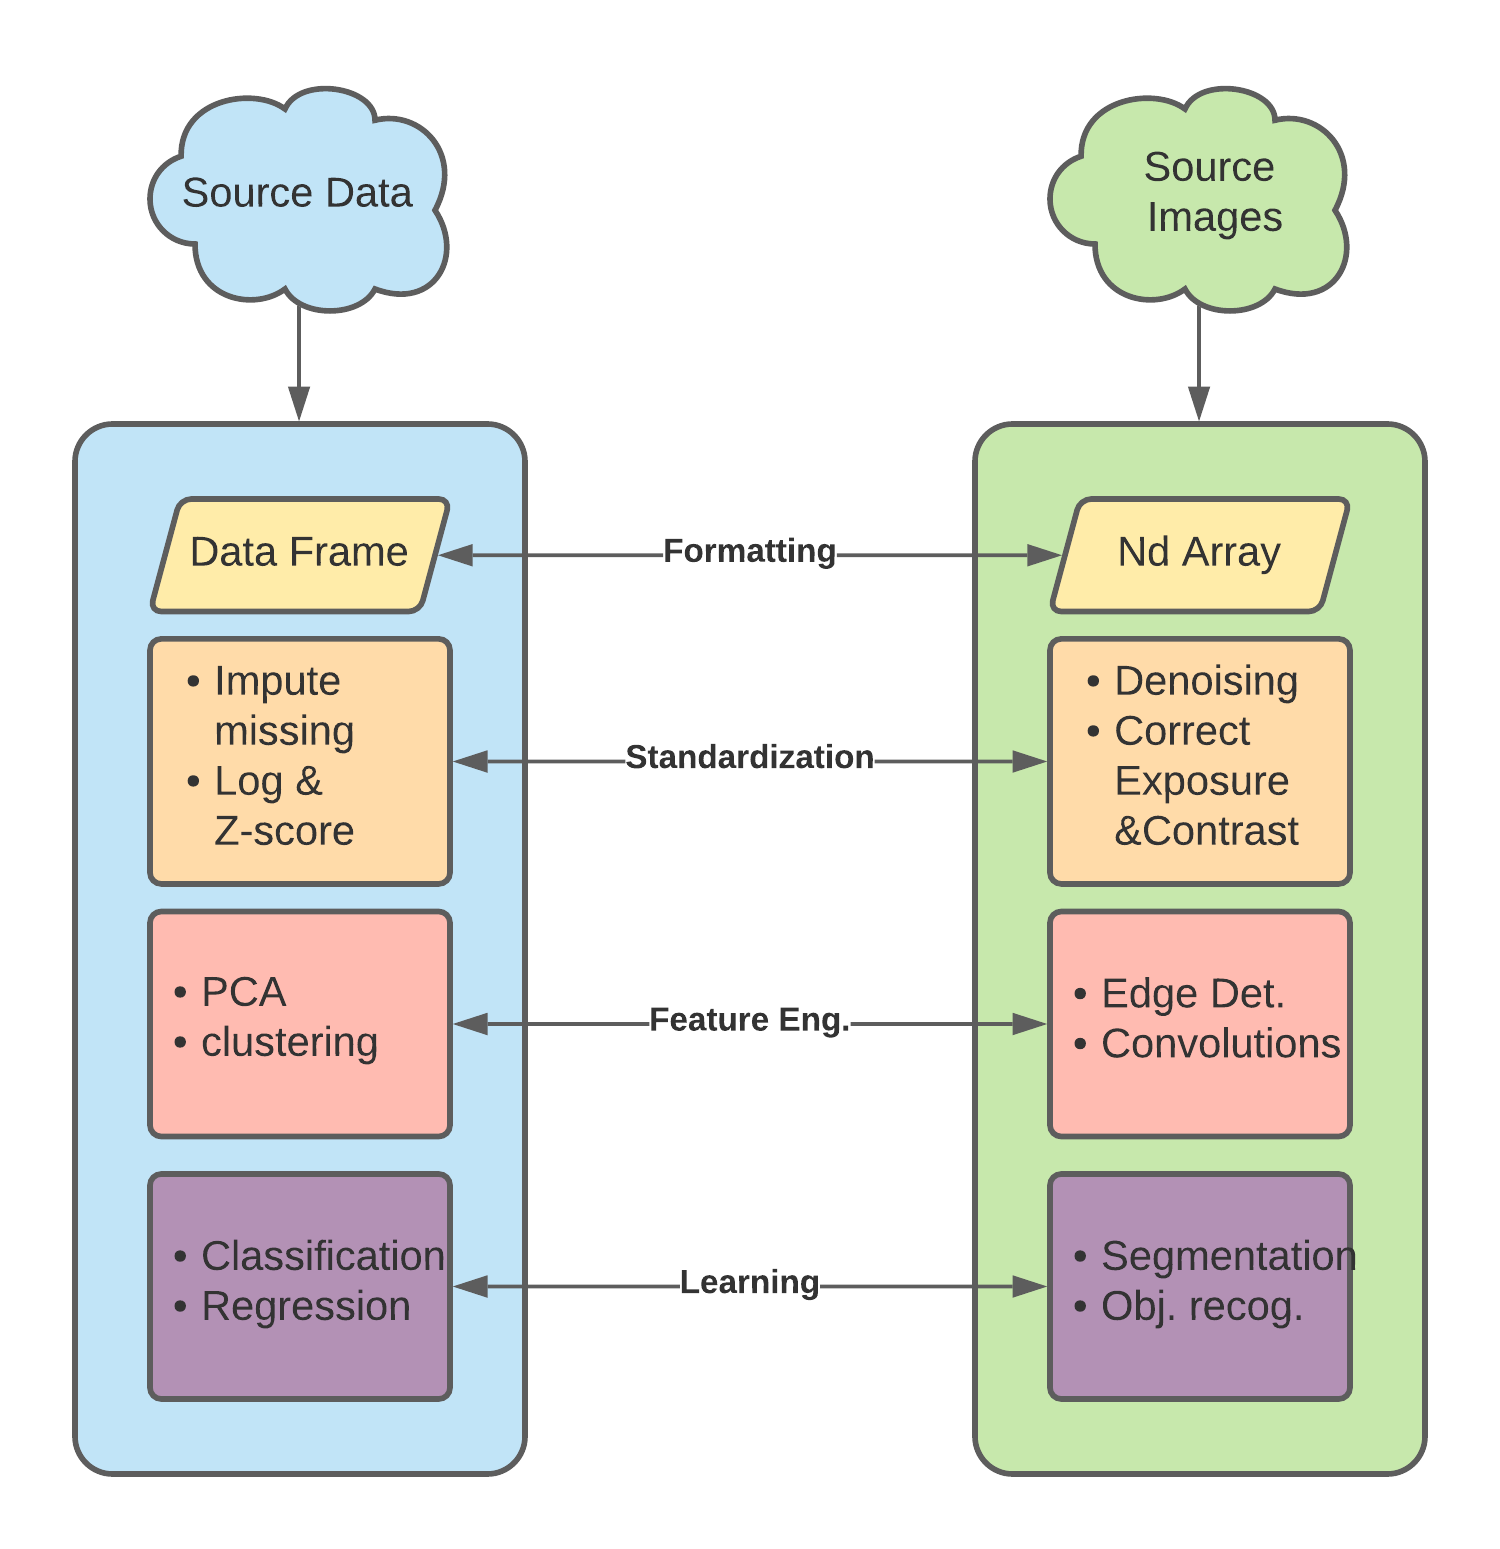 Source Data
Source
Images
Data Frame
Formatting
Nd Array
• Impute
missing
• Log &
Z-score
Standardization
• Denoising
• Correct
Exposure
&Contrast
• PCA
• clustering
Feature Eng.
• Edge Det.
• Convolutions
• Classification
• Regression
Learning
• Segmentation
• Obj. recog.